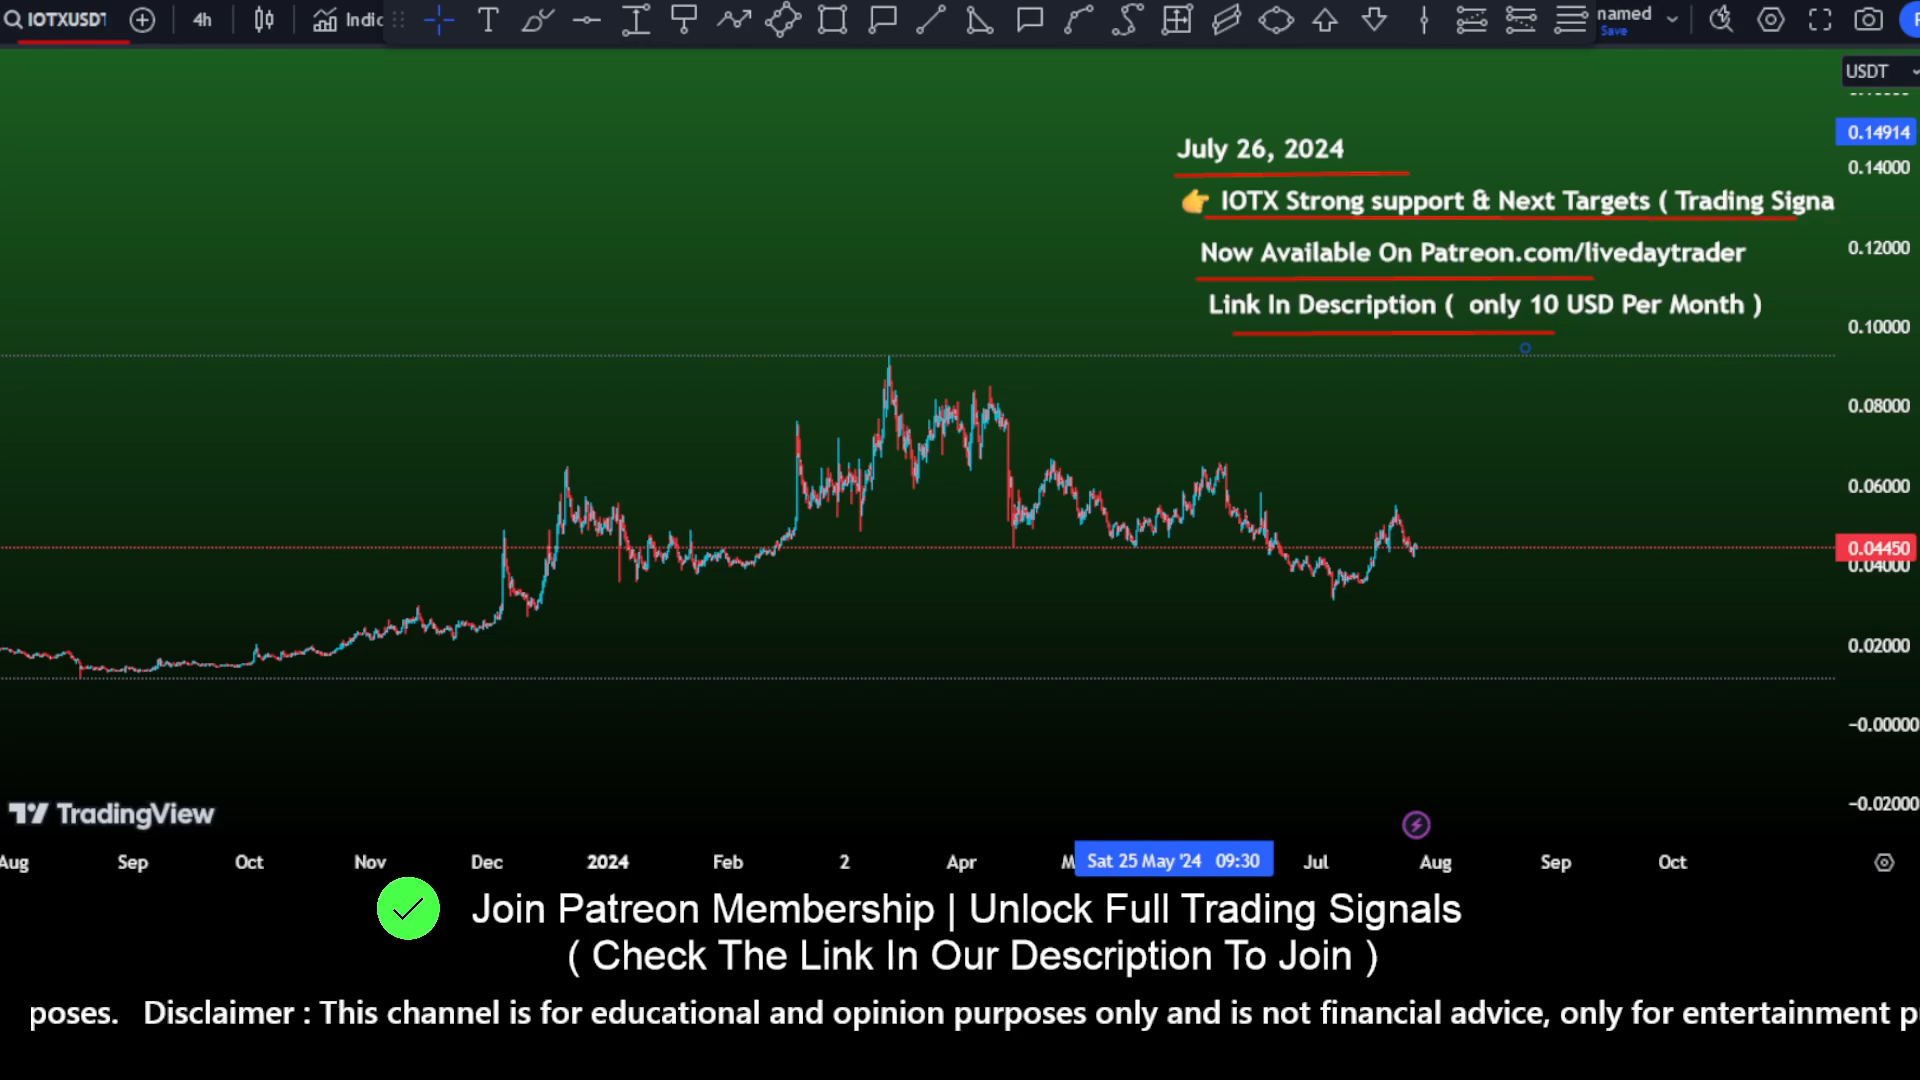 IOTXUSDT
4h
Indic
named
Save
USDT
0.14914
0.14000
0.12000
0.10000
0.08000
0.06000
0.04450
0.04000
0.02000
−0.00000
−0.02000
July 26, 2024
👉 IOTX Strong support & Next Targets ( Trading Signa
Now Available On Patreon.com/livedaytrader
Link In Description ( only 10 USD Per Month )
TradingView
Aug Sep Oct Nov Dec 2024 Feb 2 Apr M Sat 25 May '24 09:30 Jul Aug Sep Oct
Join Patreon Membership | Unlock Full Trading Signals
( Check The Link In Our Description To Join )
poses. Disclaimer : This channel is for educational and opinion purposes only and is not financial advice, only for entertainment p